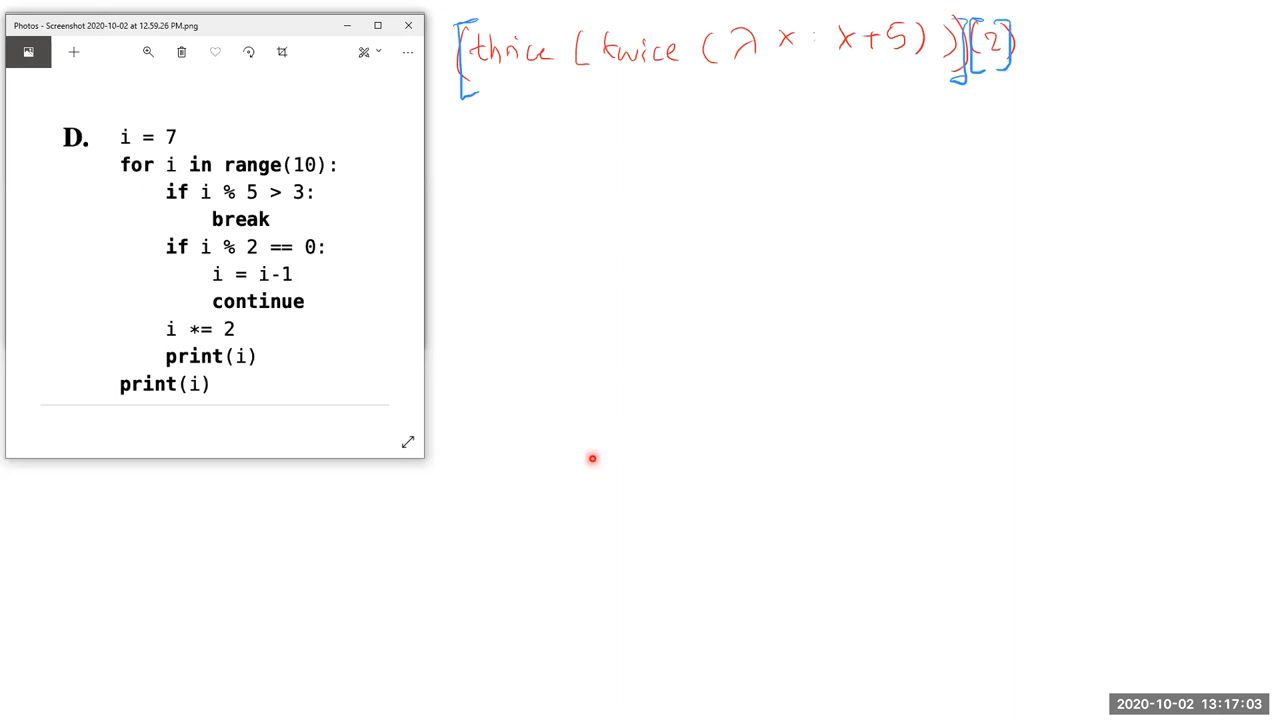 Photos - Screenshot 2020-10-02 at 12.59.26 PM.png
D. i = 7
for i in range(10):
if i % 5 > 3:
break
if i % 2 == 0:
i = i-1
continue
i *= 2
print(i)
print(i)
[(thrice (twice (λ x : x+5) ))][(2)]
2020-10-02 13:17:03